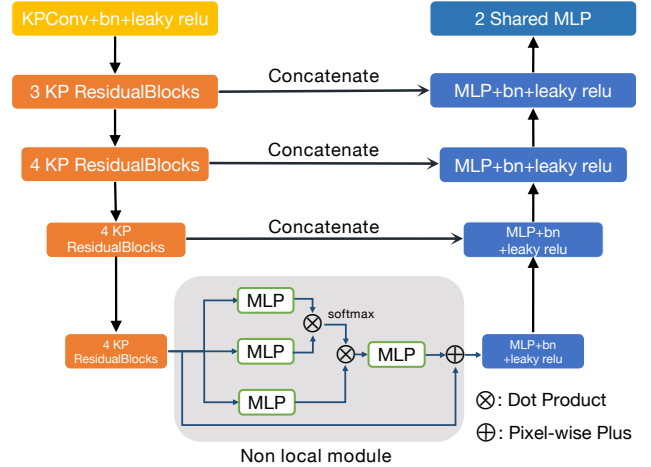 KPConv+bn+leaky relu
2 Shared MLP
3 KP ResidualBlocks
Concatenate
MLP+bn+leaky relu
4 KP ResidualBlocks
Concatenate
MLP+bn+leaky relu
4 KP
ResidualBlocks
Concatenate
MLP+bn
+leaky relu
4 KP
ResidualBlocks
MLP
softmax
MLP
MLP
MLP
MLP+bn
+leaky relu
: Dot Product
: Pixel-wise Plus
Non local module